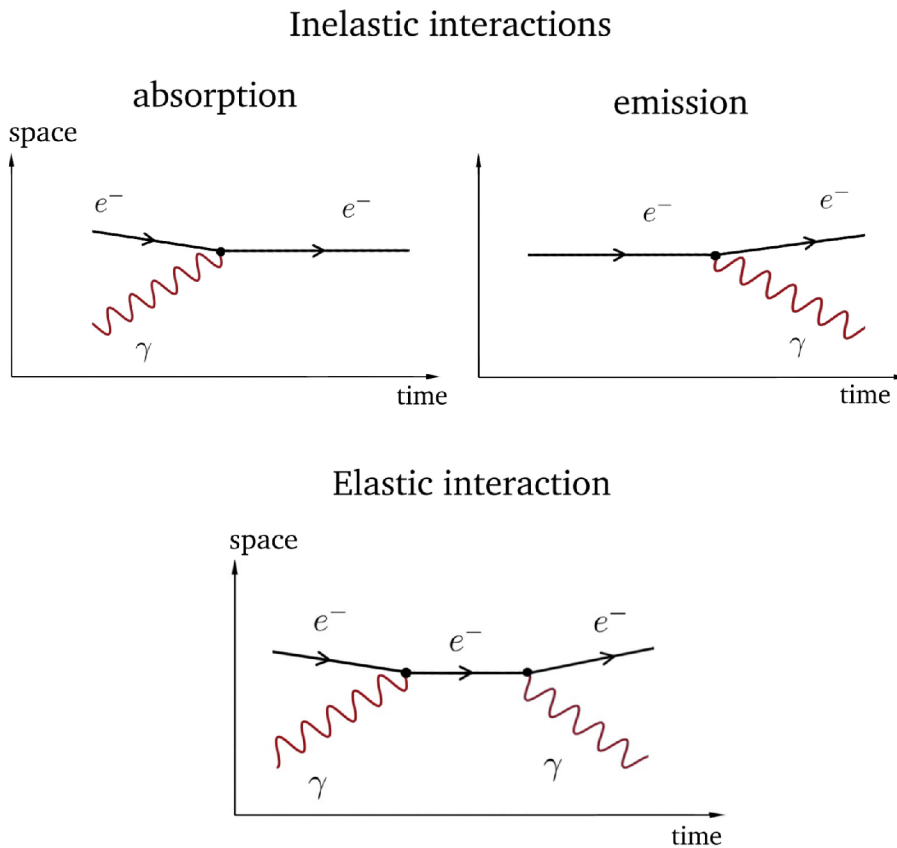 Inelastic interactions
absorption
emission
space
e⁻
e⁻
e⁻
e⁻
γ
γ
time
time
Elastic interaction
space
e⁻
e⁻
e⁻
γ
γ
time